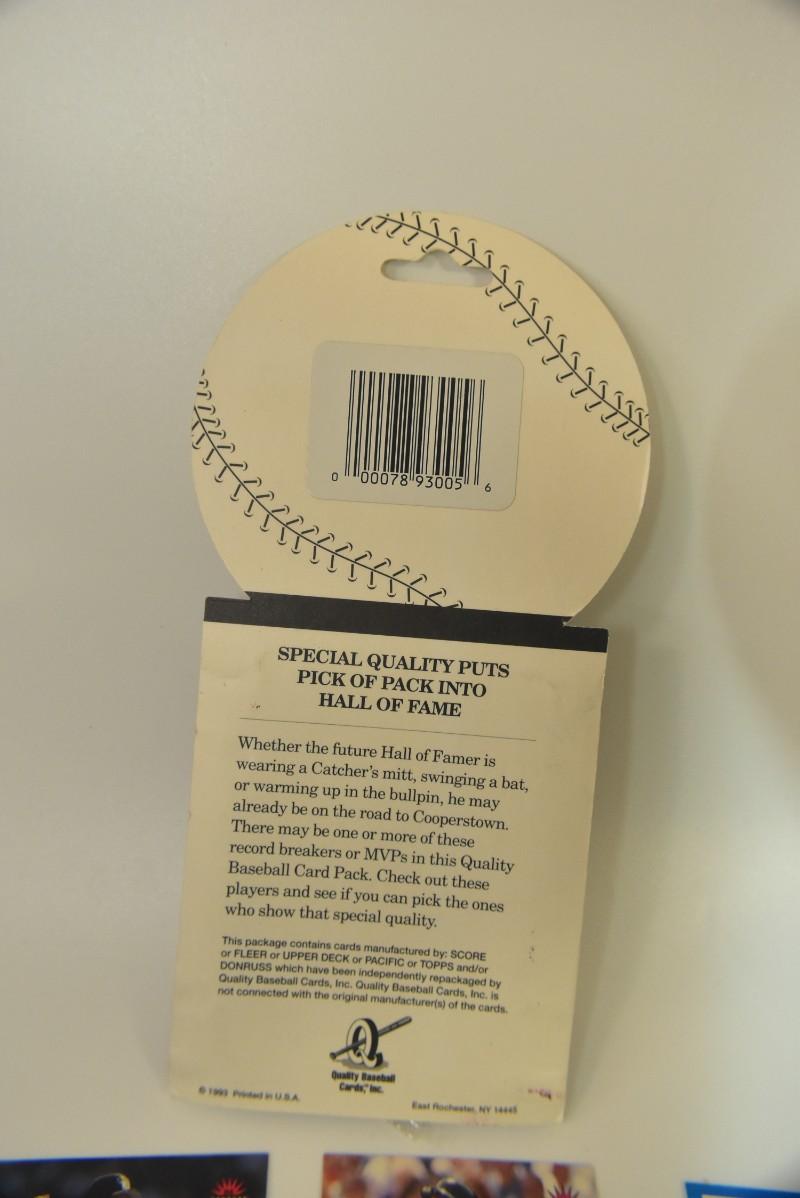 0 00078 93005 6
SPECIAL QUALITY PUTS
PICK OF PACK INTO
HALL OF FAME
Whether the future Hall of Famer is
wearing a Catcher's mitt, swinging a bat,
or warming up in the bullpin, he may
already be on the road to Cooperstown.
There may be one or more of these
record breakers or MVPs in this Quality
Baseball Card Pack. Check out these
players and see if you can pick the ones
who show that special quality.
This package contains cards manufactured by: SCORE
or FLEER or UPPER DECK or PACIFIC or TOPPS and/or
DONRUSS which have been independently repackaged by
Quality Baseball Cards, Inc. Quality Baseball Cards, Inc. is
not connected with the original manufacturer(s) of the cards.
Q
Quality Baseball
Cards,™ Inc.
© 1993 Printed in U.S.A. East Rochester, NY 14445